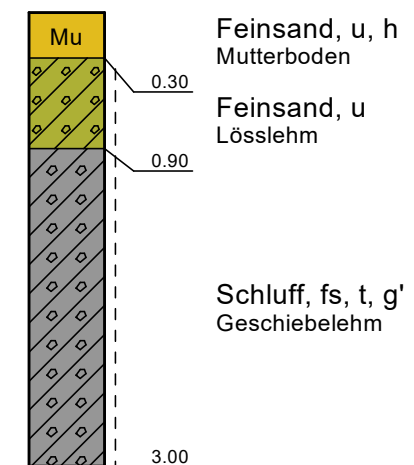 Mu
Feinsand, u, h
Mutterboden
0.30
Feinsand, u
Lösslehm
0.90
Schluff, fs, t, g'
Geschiebelehm
3.00